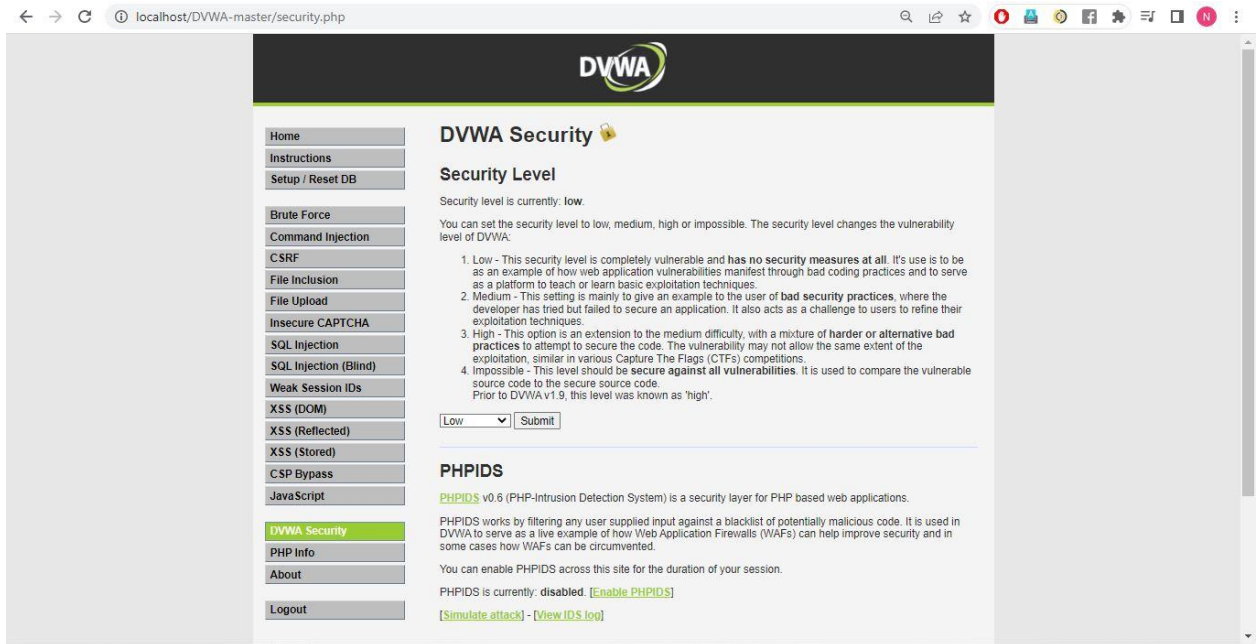 localhost/DVWA-master/security.php
N
DVWA
Home
Instructions
Setup / Reset DB
Brute Force
Command Injection
CSRF
File Inclusion
File Upload
Insecure CAPTCHA
SQL Injection
SQL Injection (Blind)
Weak Session IDs
XSS (DOM)
XSS (Reflected)
XSS (Stored)
CSP Bypass
JavaScript
DVWA Security
PHP Info
About
Logout
DVWA Security
Security Level
Security level is currently: low.
You can set the security level to low, medium, high or impossible. The security level changes the vulnerability
level of DVWA:
1. Low - This security level is completely vulnerable and has no security measures at all. It's use is to be
as an example of how web application vulnerabilities manifest through bad coding practices and to serve
as a platform to teach or learn basic exploitation techniques.
2. Medium - This setting is mainly to give an example to the user of bad security practices, where the
developer has tried but failed to secure an application. It also acts as a challenge to users to refine their
exploitation techniques.
3. High - This option is an extension to the medium difficulty, with a mixture of harder or alternative bad
practices to attempt to secure the code. The vulnerability may not allow the same extent of the
exploitation, similar in various Capture The Flags (CTFs) competitions.
4. Impossible - This level should be secure against all vulnerabilities. It is used to compare the vulnerable
source code to the secure source code.
Prior to DVWA v1.9, this level was known as 'high'.
Low Submit
PHPIDS
PHPIDS v0.6 (PHP-Intrusion Detection System) is a security layer for PHP based web applications.
PHPIDS works by filtering any user supplied input against a blacklist of potentially malicious code. It is used in
DVWA to serve as a live example of how Web Application Firewalls (WAFs) can help improve security and in
some cases how WAFs can be circumvented.
You can enable PHPIDS across this site for the duration of your session.
PHPIDS is currently: disabled. [Enable PHPIDS]
[Simulate attack] - [View IDS log]